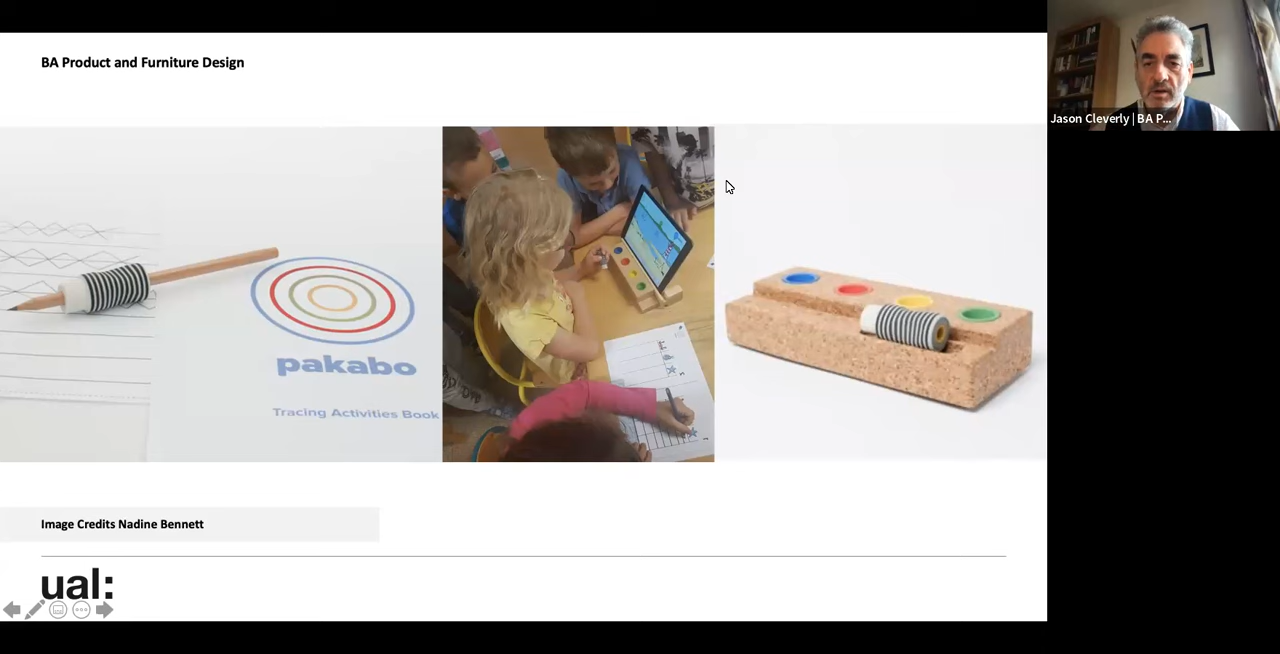 BA Product and Furniture Design
Jason Cleverly | BA P...
pakabo
Tracing Activities Book
Image Credits Nadine Bennett
ual: